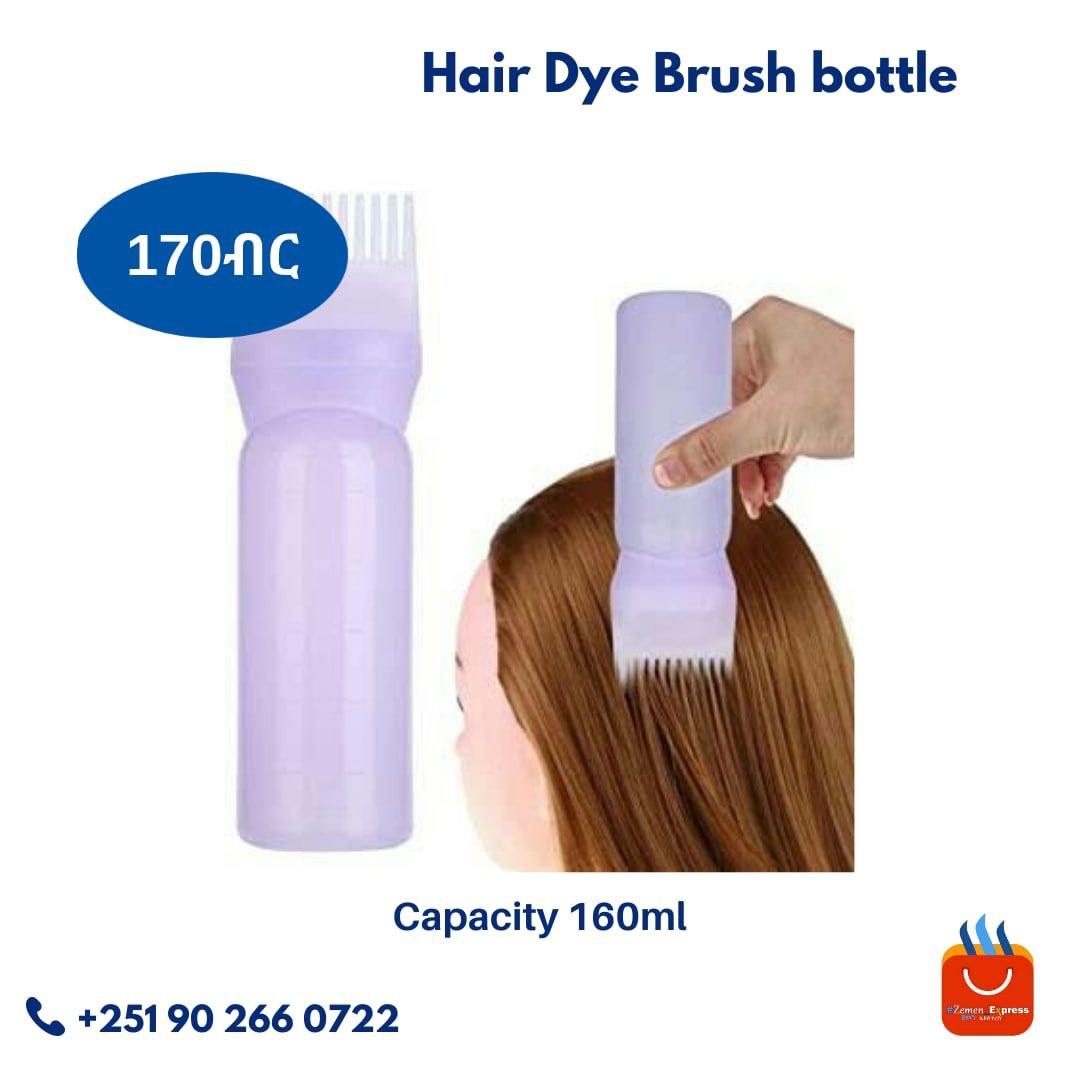 Hair Dye Brush bottle
170ብር
Capacity 160ml
+251 90 266 0722
#Zemen Express